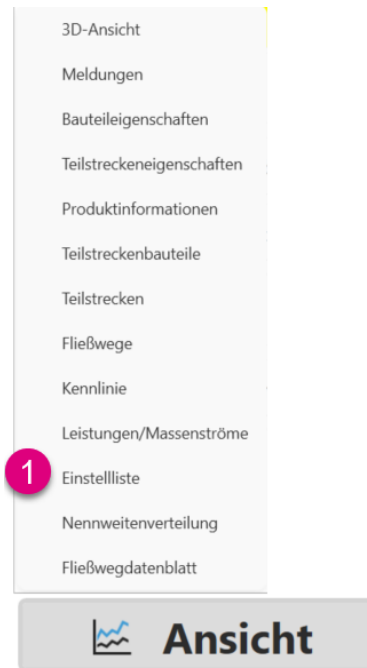 3D-Ansicht
Meldungen
Bauteileigenschaften
Teilstreckeneigenschaften
Produktinformationen
Teilstreckenbauteile
Teilstrecken
Fließwege
Kennlinie
Leistungen/Massenströme
1 Einstellliste
Nennweitenverteilung
Fließwegdatenblatt
Ansicht